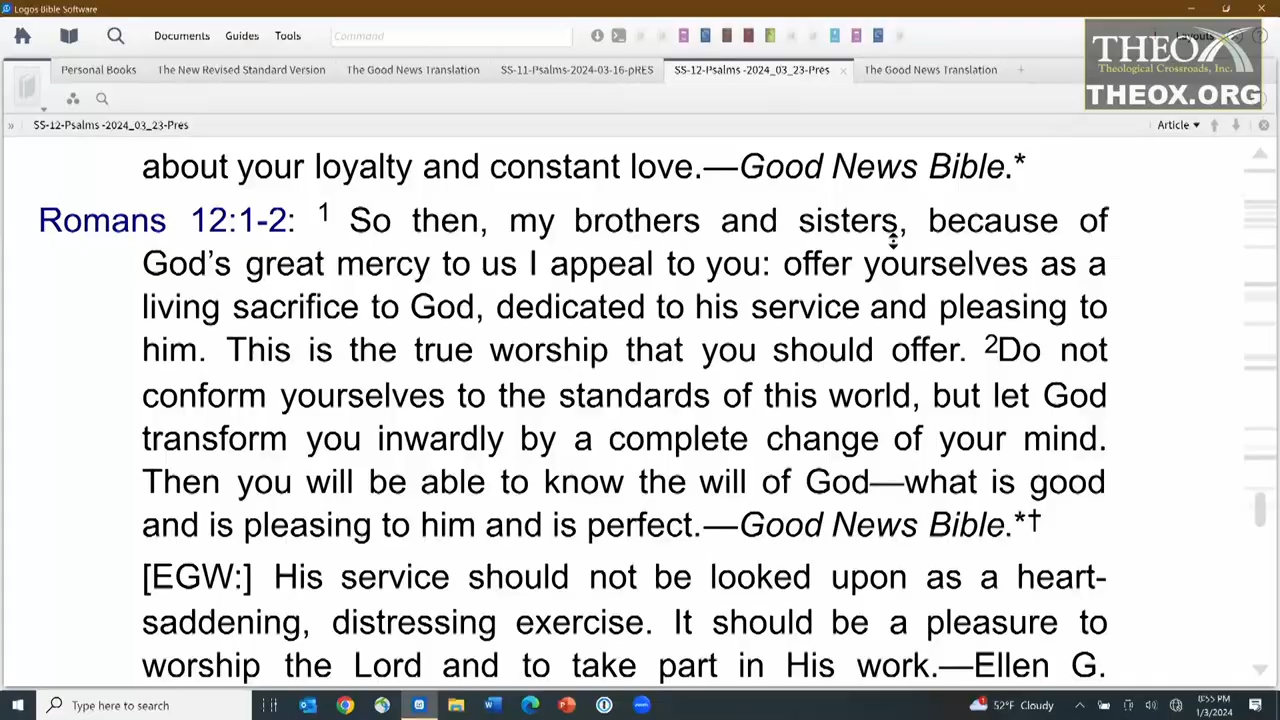 Logos Bible Software
Documents Guides Tools Command Layouts
THEOX
Theological Crossroads, Inc.
THEOX.ORG
Personal Books The New Revised Standard Version The Good News SS-11-Psalms-2024-03-16-pRES SS-12-Psalms -2024_03_23-Pres The Good News Translation +
SS-12-Psalms -2024_03_23-Pres Article
about your loyalty and constant love.—Good News Bible.*
Romans 12:1-2: 1 So then, my brothers and sisters, because of
God’s great mercy to us I appeal to you: offer yourselves as a
living sacrifice to God, dedicated to his service and pleasing to
him. This is the true worship that you should offer. 2Do not
conform yourselves to the standards of this world, but let God
transform you inwardly by a complete change of your mind.
Then you will be able to know the will of God—what is good
and is pleasing to him and is perfect.—Good News Bible.*†
[EGW:] His service should not be looked upon as a heart-
saddening, distressing exercise. It should be a pleasure to
worship the Lord and to take part in His work.—Ellen G.
Type here to search 52°F Cloudy 8:55 PM
1/3/2024